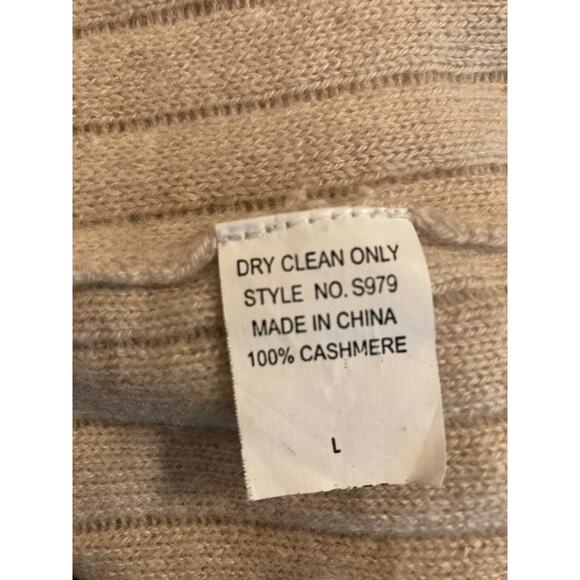 DRY CLEAN ONLY
STYLE NO. S979
MADE IN CHINA
100% CASHMERE
L